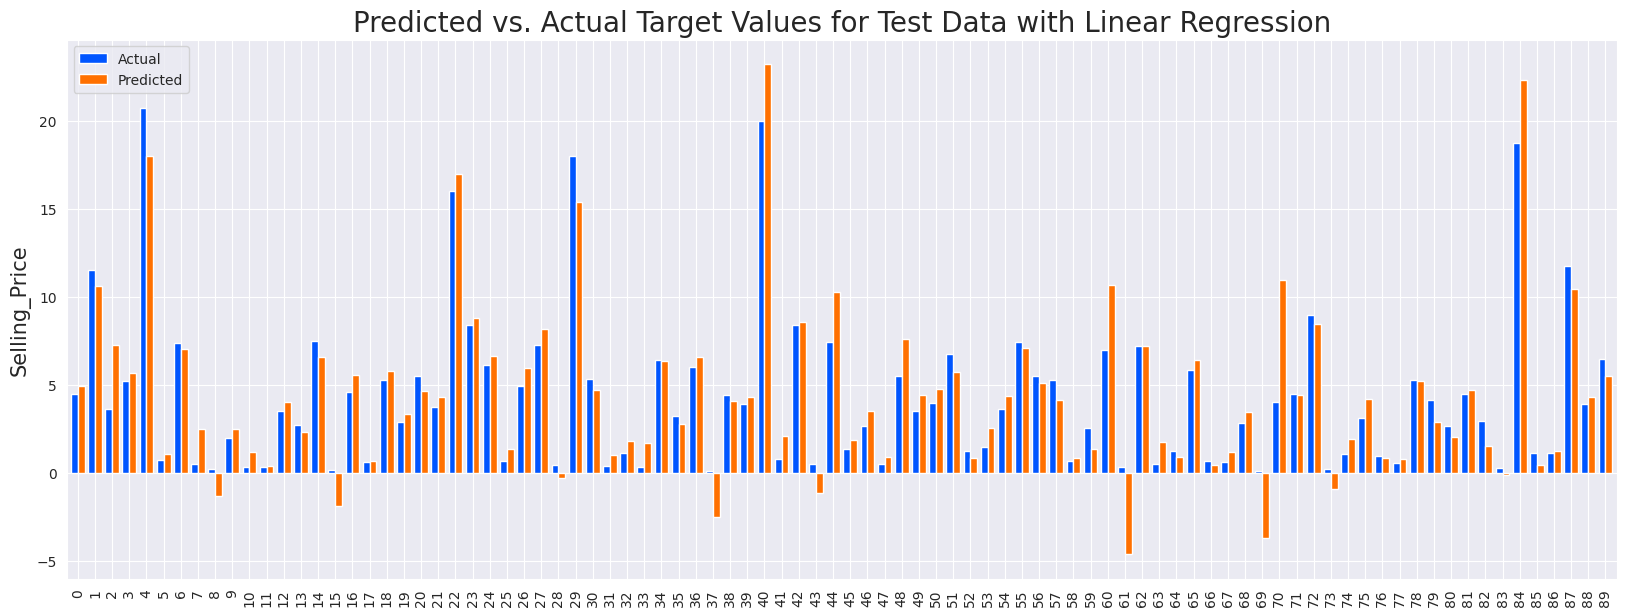 Predicted vs. Actual Target Values for Test Data with Linear Regression
Actual
Predicted
Selling_Price
20
15
10
5
0
−5
0 1 2 3 4 5 6 7 8 9 10 11 12 13 14 15 16 17 18 19 20 21 22 23 24 25 26 27 28 29 30 31 32 33 34 35 36 37 38 39 40 41 42 43 44 45 46 47 48 49 50 51 52 53 54 55 56 57 58 59 60 61 62 63 64 65 66 67 68 69 70 71 72 73 74 75 76 77 78 79 80 81 82 83 84 85 86 87 88 89